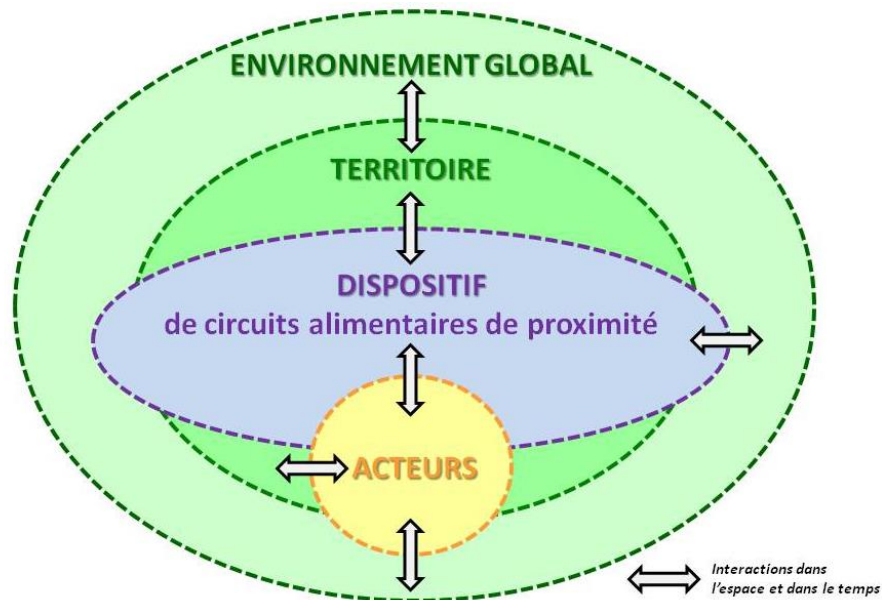 ENVIRONNEMENT GLOBAL
TERRITOIRE
DISPOSITIF
de circuits alimentaires de proximité
ACTEURS
Interactions dans
l'espace et dans le temps